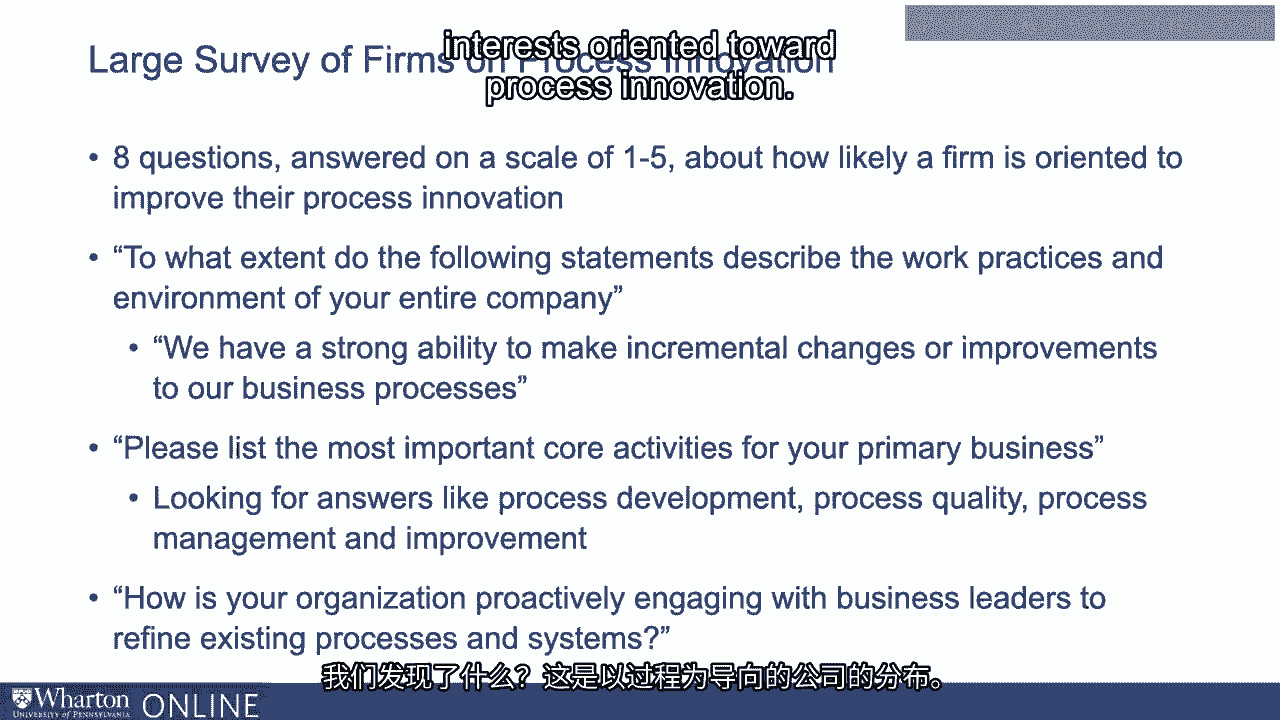 interests oriented toward
process innovation.
Large Survey of Firms on Process Innovation
• 8 questions, answered on a scale of 1-5, about how likely a firm is oriented to
improve their process innovation
• “To what extent do the following statements describe the work practices and
environment of your entire company”
• “We have a strong ability to make incremental changes or improvements
to our business processes”
• “Please list the most important core activities for your primary business”
• Looking for answers like process development, process quality, process
management and improvement
• “How is your organization proactively engaging with business leaders to
refine existing processes and systems?”
我们发现了什么？这是以过程为导向的公司的分布。
Wharton ONLINE
UNIVERSITY of PENNSYLVANIA